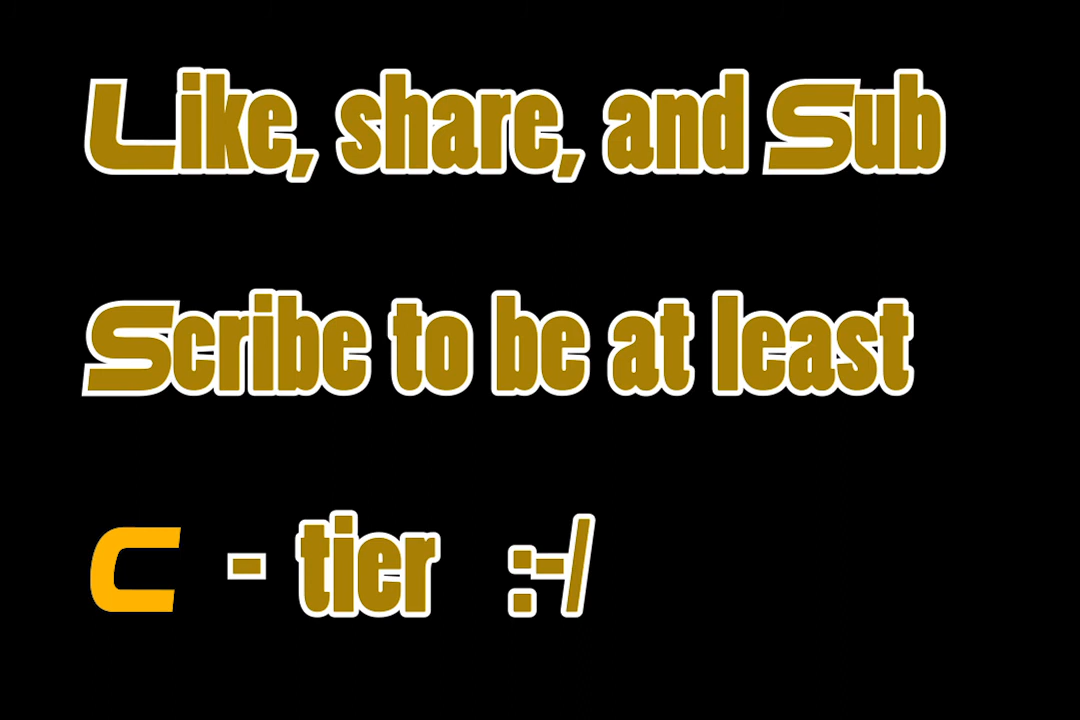 Like, share, and Sub
Scribe to be at least
C - tier :-/